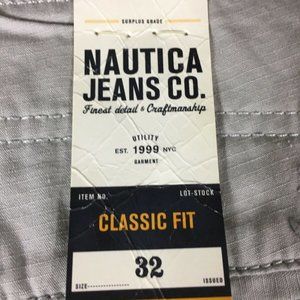 SURPLUS GRADE
NAUTICA
JEANS CO.
Finest detail & Craftmanship
UTILITY
EST. 1999 NYC
GARMENT
ITEM NO. LOT-STOCK
CLASSIC FIT
32
SIZE ISSUED